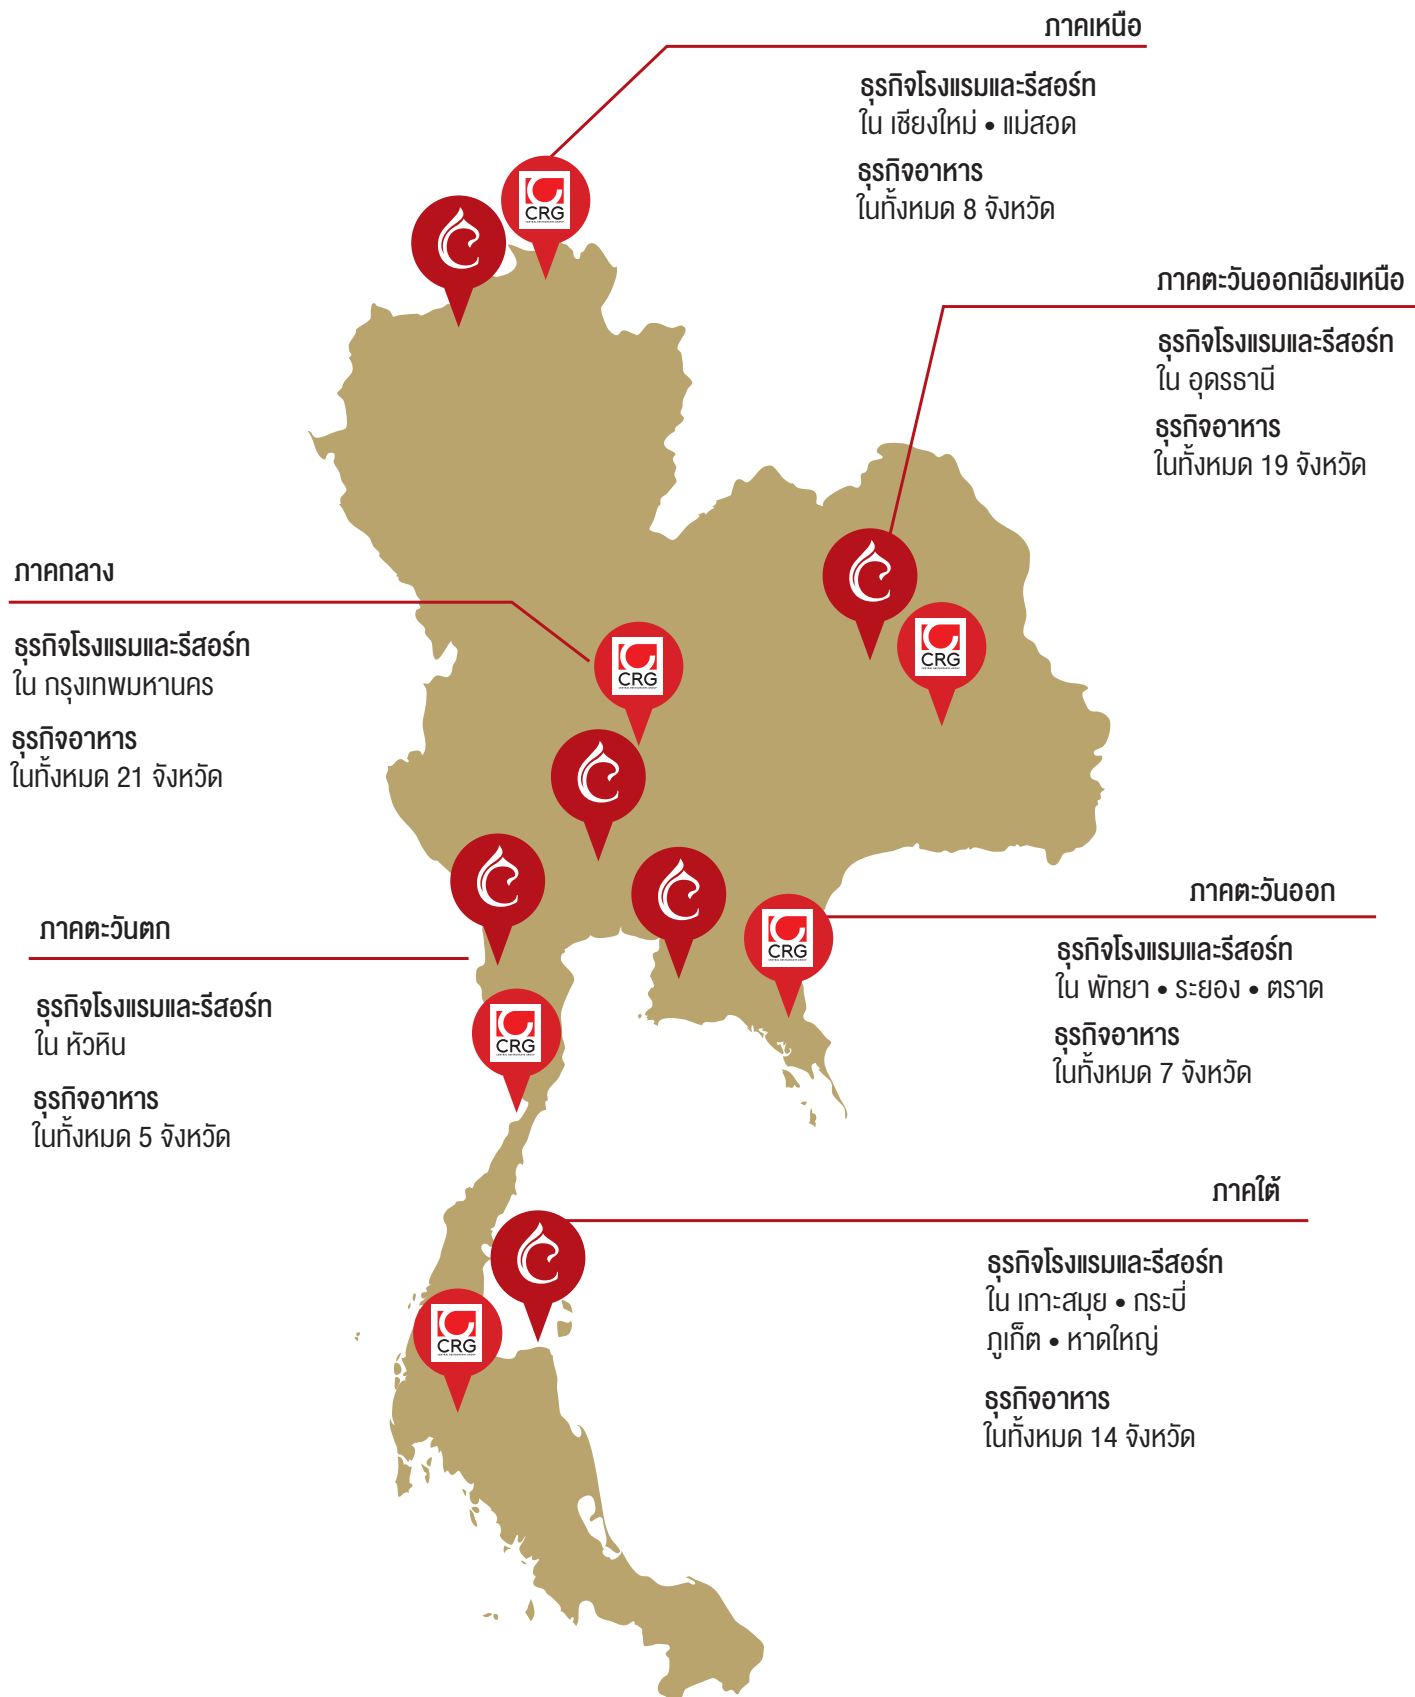 ภาคเหนือ
ธุรกิจโรงแรมและรีสอร์ท
ใน เชียงใหม่ • แม่สอด
ธุรกิจอาหาร
ในทั้งหมด 8 จังหวัด
CRG
ภาคตะวันออกเฉียงเหนือ
ธุรกิจโรงแรมและรีสอร์ท
ใน อุดรธานี
ธุรกิจอาหาร
ในทั้งหมด 19 จังหวัด
CRG
ภาคกลาง
ธุรกิจโรงแรมและรีสอร์ท
ใน กรุงเทพมหานคร
ธุรกิจอาหาร
ในทั้งหมด 21 จังหวัด
CRG
ภาคตะวันออก
ธุรกิจโรงแรมและรีสอร์ท
ใน พัทยา • ระยอง • ตราด
ธุรกิจอาหาร
ในทั้งหมด 7 จังหวัด
CRG
ภาคตะวันตก
ธุรกิจโรงแรมและรีสอร์ท
ใน หัวหิน
ธุรกิจอาหาร
ในทั้งหมด 5 จังหวัด
CRG
ภาคใต้
ธุรกิจโรงแรมและรีสอร์ท
ใน เกาะสมุย • กระบี่
ภูเก็ต • หาดใหญ่
ธุรกิจอาหาร
ในทั้งหมด 14 จังหวัด
CRG